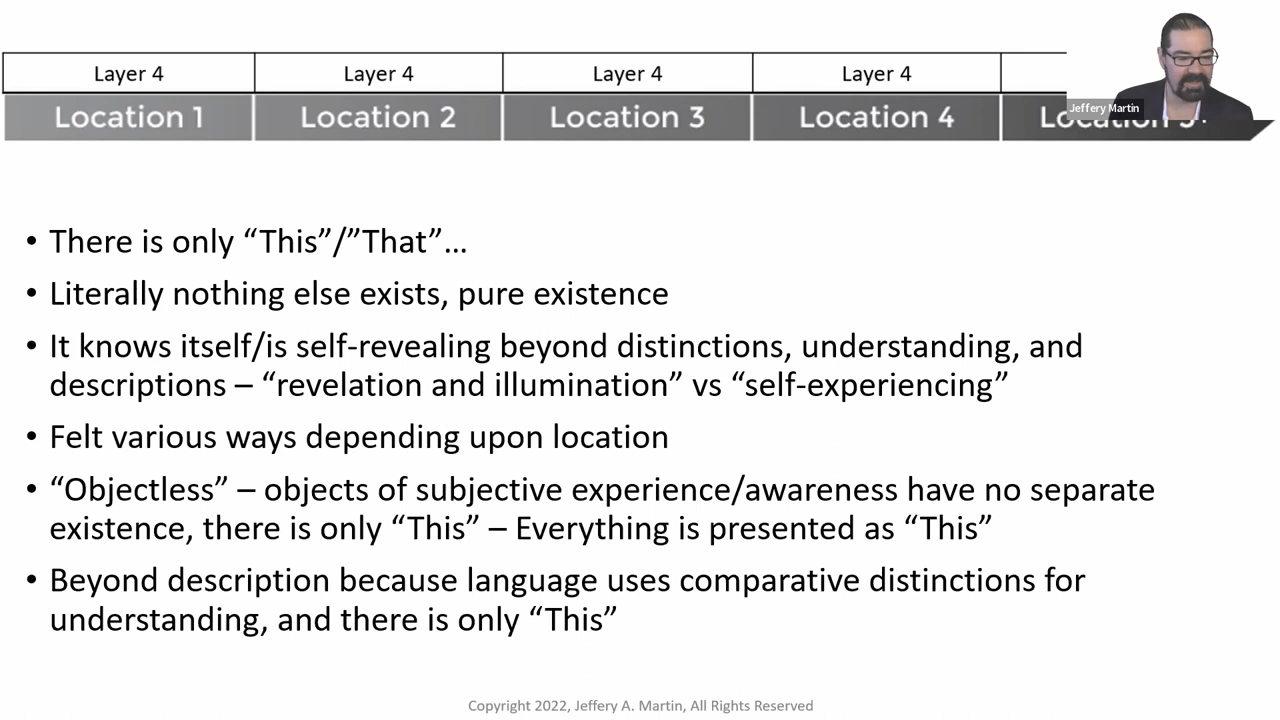 Layer 4 Layer 4 Layer 4 Layer 4
Jeffery Martin
Location 1 Location 2 Location 3 Location 4
• There is only “This”/”That”…
• Literally nothing else exists, pure existence
• It knows itself/is self-revealing beyond distinctions, understanding, and
descriptions – “revelation and illumination” vs “self-experiencing”
• Felt various ways depending upon location
• “Objectless” – objects of subjective experience/awareness have no separate
existence, there is only “This” – Everything is presented as “This”
• Beyond description because language uses comparative distinctions for
understanding, and there is only “This”
Copyright 2022, Jeffery A. Martin, All Rights Reserved